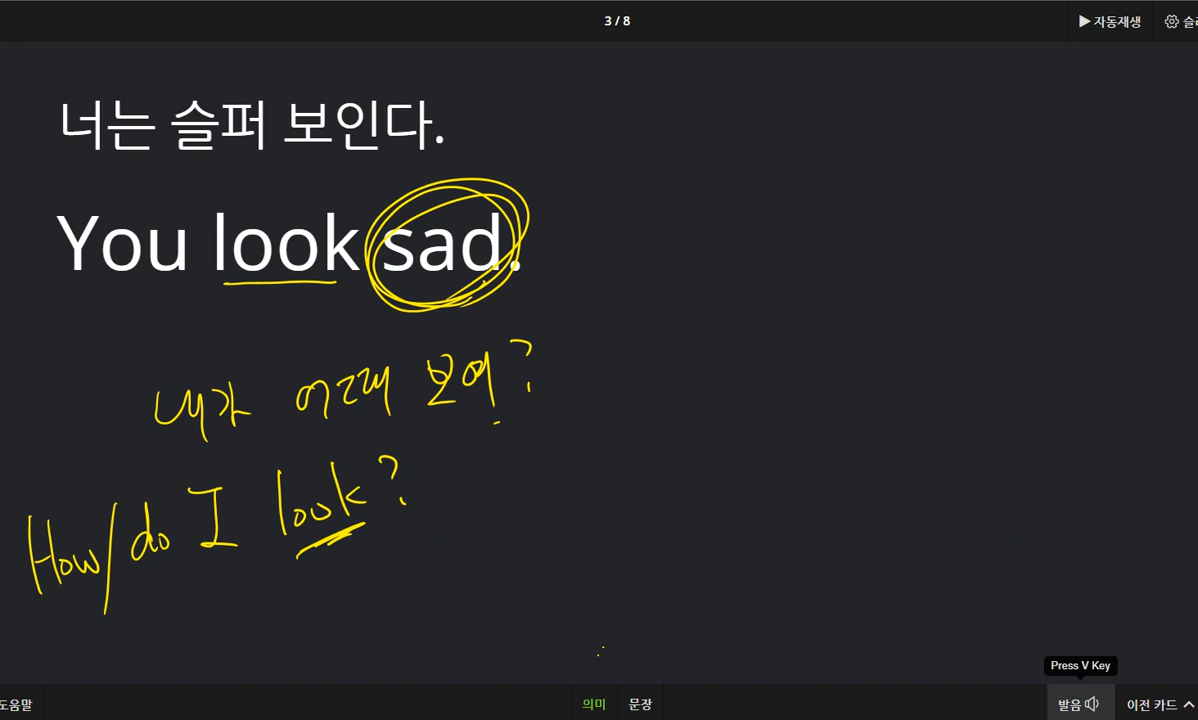 3 / 8
▶ 자동재생
너는 슬퍼 보인다.
You look sad.
내가 어때 보여?
How/do I look?
Press V Key
도움말
의미 문장
발음
이전 카드